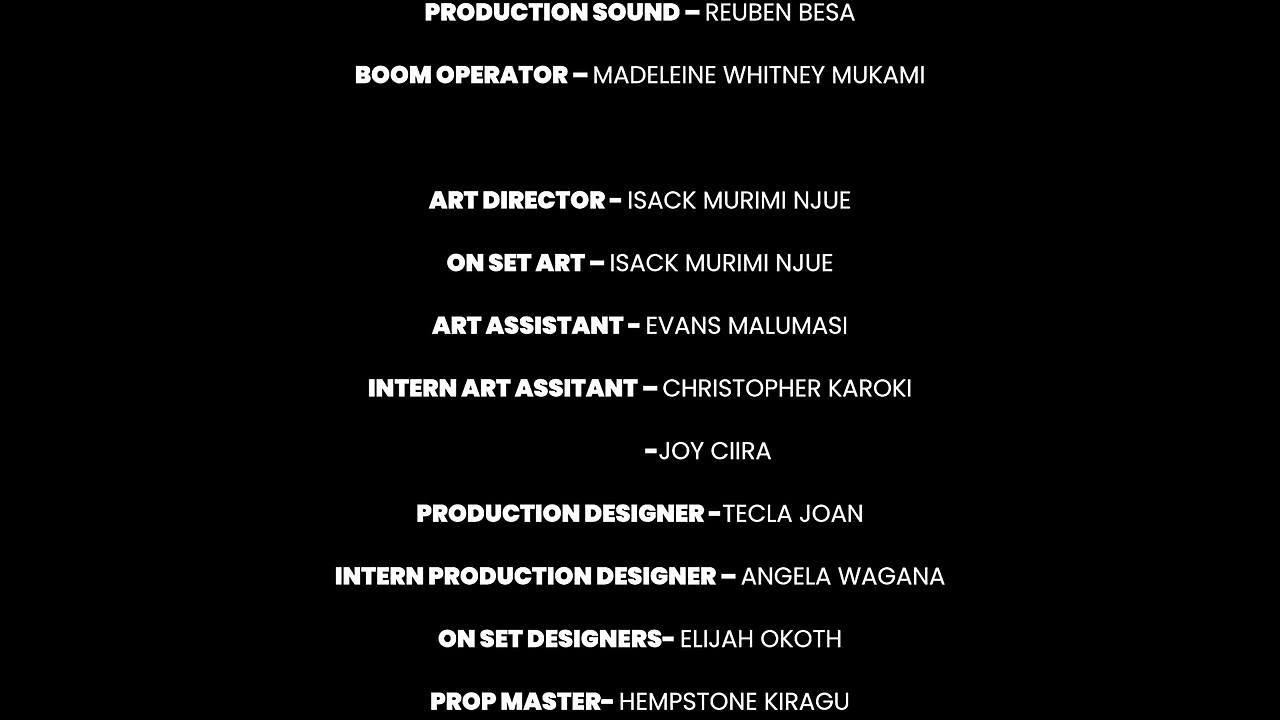 PRODUCTION SOUND – REUBEN BESA
BOOM OPERATOR – MADELEINE WHITNEY MUKAMI
ART DIRECTOR - ISACK MURIMI NJUE
ON SET ART – ISACK MURIMI NJUE
ART ASSISTANT - EVANS MALUMASI
INTERN ART ASSITANT – CHRISTOPHER KAROKI
-JOY CIIRA
PRODUCTION DESIGNER -TECLA JOAN
INTERN PRODUCTION DESIGNER – ANGELA WAGANA
ON SET DESIGNERS- ELIJAH OKOTH
PROP MASTER- HEMPSTONE KIRAGU